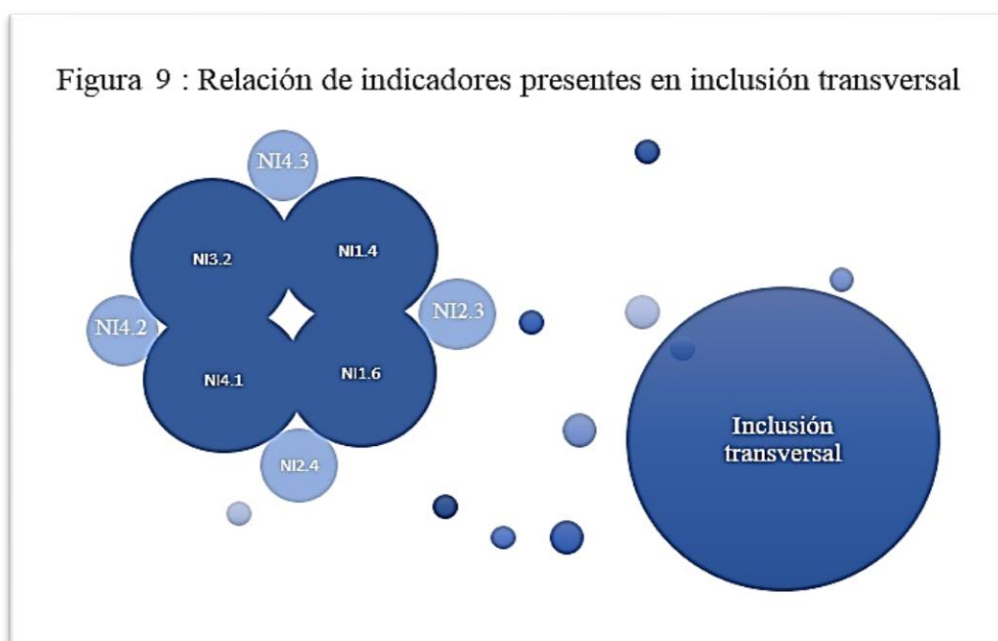 Figura 9 : Relación de indicadores presentes en inclusión transversal
NI4.3
NI3.2
NI1.4
NI4.2
NI2.3
NI4.1
NI1.6
NI2.4
Inclusión
transversal